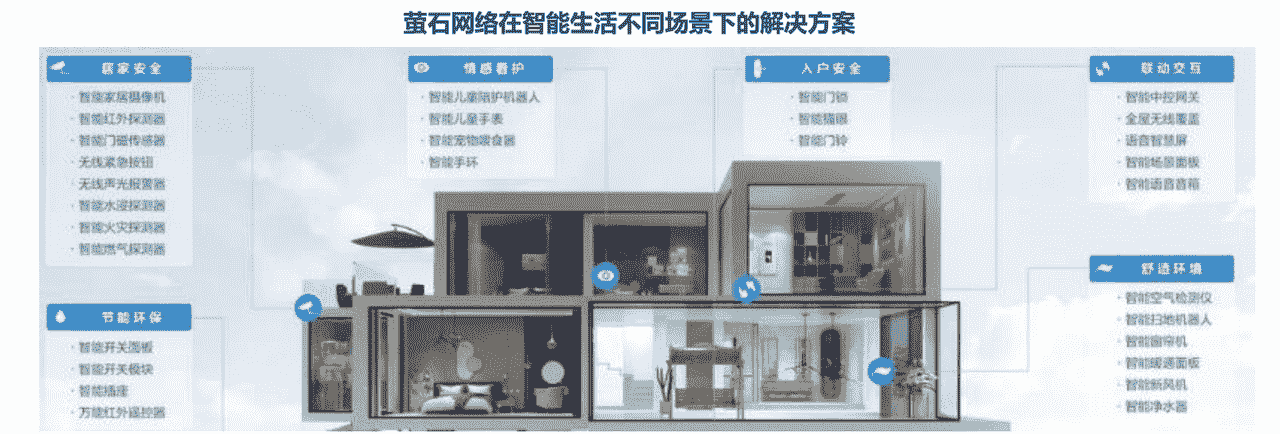 萤石网络在智能生活不同场景下的解决方案
居家安全
智能家居摄像机
智能红外探测器
智能门磁传感器
无线紧急按钮
无线声光报警器
智能水浸探测器
智能火灾探测器
智能燃气探测器
节能环保
智能开关面板
智能开关模块
智能插座
万能红外遥控器
情感看护
智能儿童陪护机器人
智能儿童手表
智能宠物喂食器
智能手环
入户安全
智能门锁
智能猫眼
智能门铃
联动交互
智能中控网关
全屋无线覆盖
语音智慧屏
智能场景面板
智能语音音箱
舒适环境
智能空气检测仪
智能扫地机器人
智能窗帘机
智能暖通面板
智能新风机
智能净水器